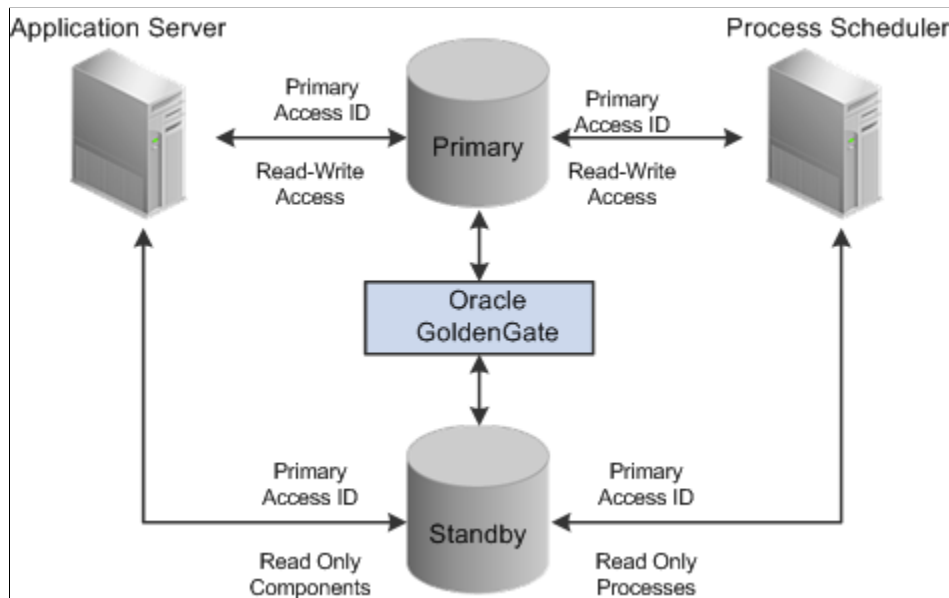 Application Server
Process Scheduler
Primary
Access ID
Primary
Access ID
Primary
Read-Write
Access
Read-Write
Access
Oracle
GoldenGate
Primary
Access ID
Primary
Access ID
Standby
Read Only
Components
Read Only
Processes